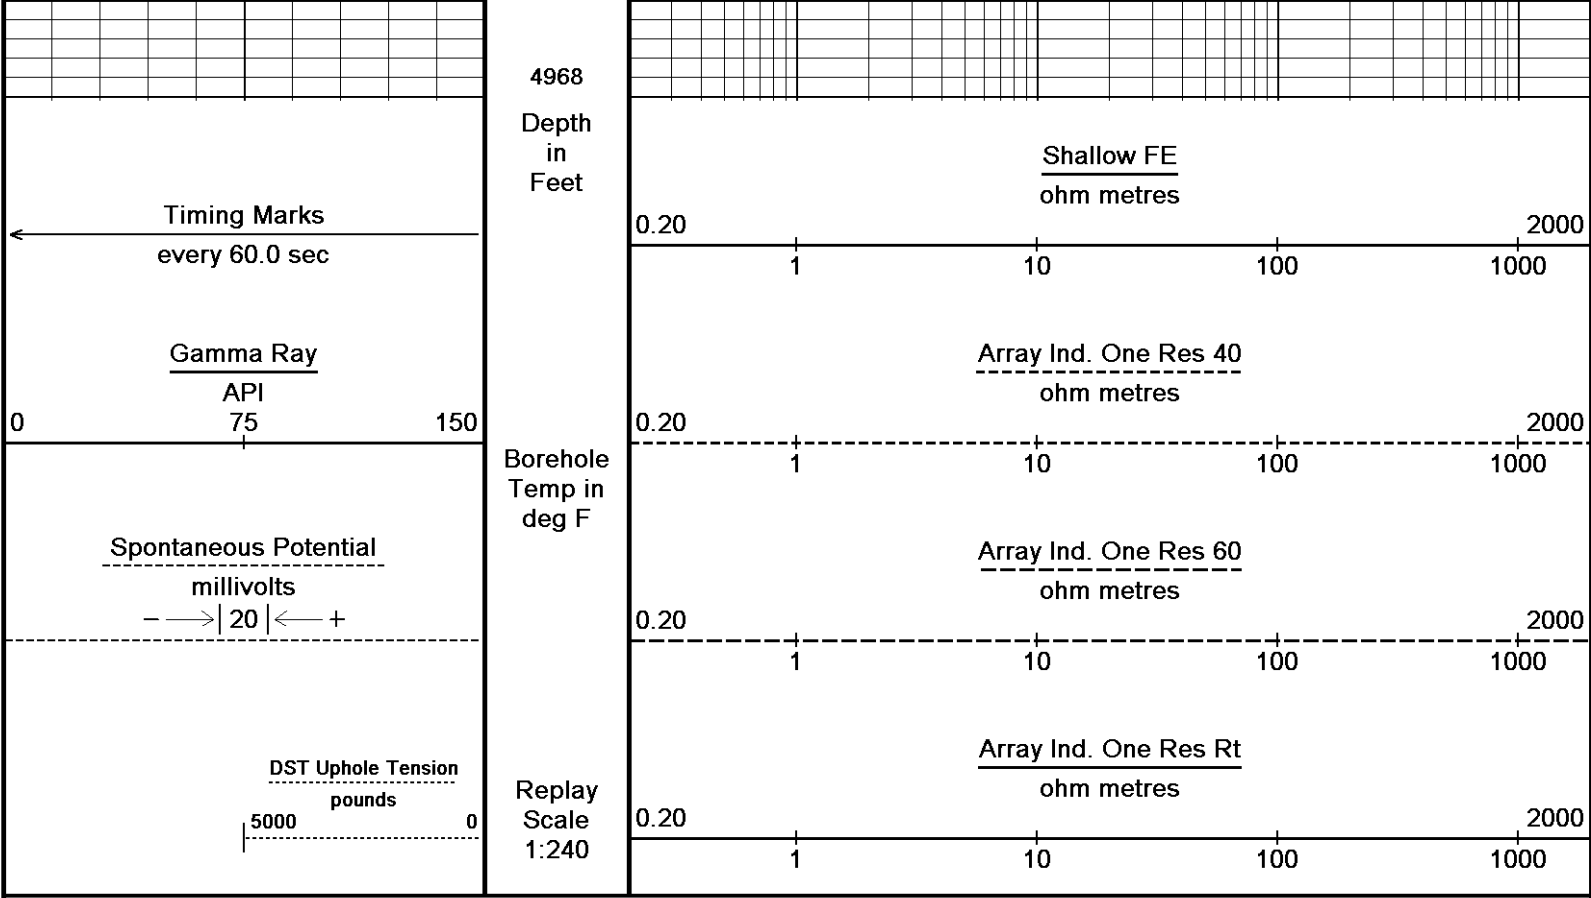 4968
Depth
in
Feet
Timing Marks
every 60.0 sec
Gamma Ray
API
0 75 150
Spontaneous Potential
millivolts
− 20 +
DST Uphole Tension
pounds
5000 0
Borehole
Temp in
deg F
Replay
Scale
1:240
Shallow FE
ohm metres
0.20 2000
1 10 100 1000
Array Ind. One Res 40
ohm metres
0.20 2000
1 10 100 1000
Array Ind. One Res 60
ohm metres
0.20 2000
1 10 100 1000
Array Ind. One Res Rt
ohm metres
0.20 2000
1 10 100 1000